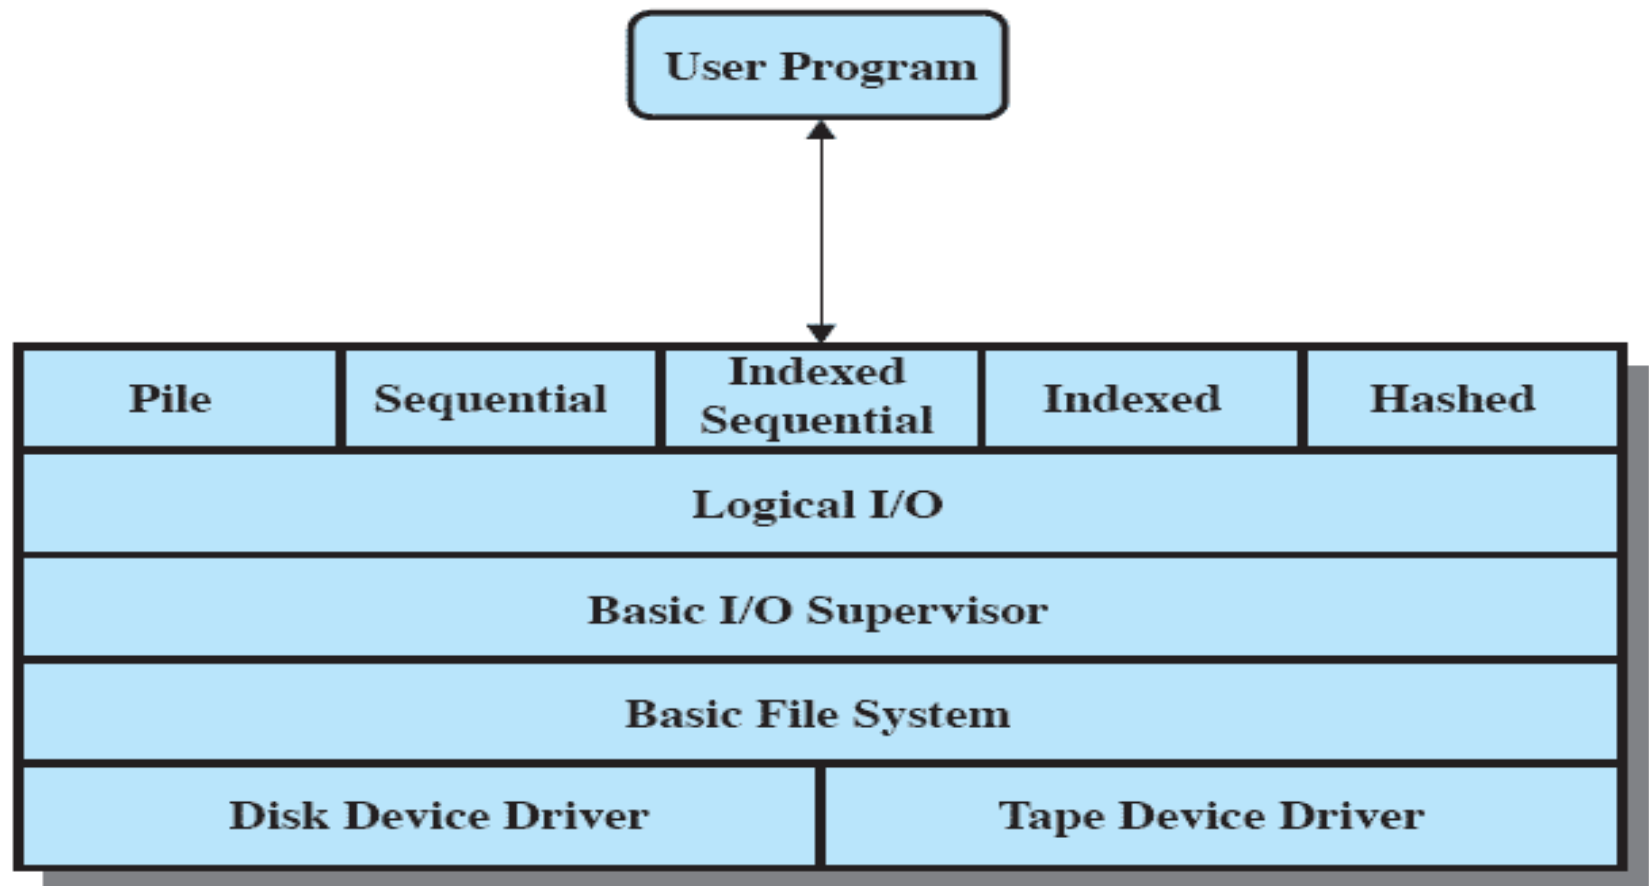 User Program
Pile
Sequential
Indexed
Sequential
Indexed
Hashed
Logical I/O
Basic I/O Supervisor
Basic File System
Disk Device Driver
Tape Device Driver